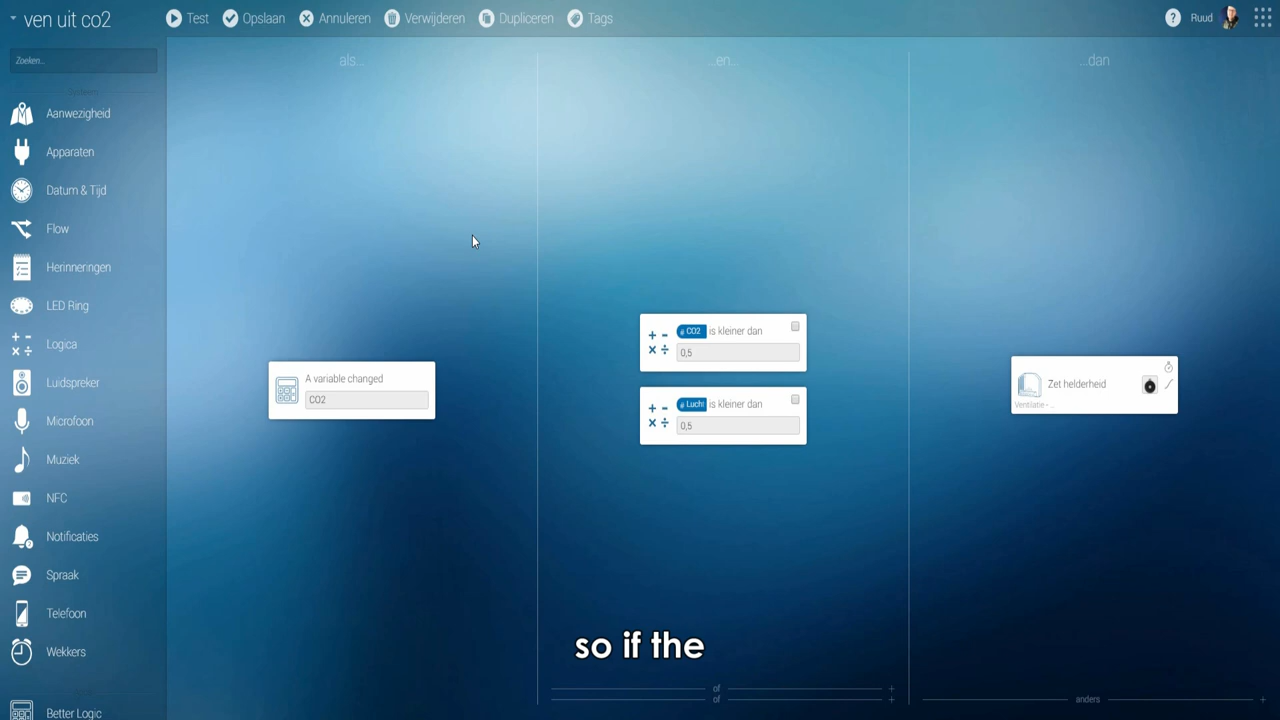 ven uit co2
Test
Opslaan
Annuleren
Verwijderen
Dupliceren
Tags
?
Ruud
Zoeken..
als...
...en...
...dan
Aanwezigheid
Apparaten
Datum & Tijd
Flow
Herinneringen
LED Ring
Logica
Luidspreker
Microfoon
Muziek
NFC
Notificaties
Spraak
Telefoon
Wekkers
Better Logic
A variable changed
CO2
# CO2 is kleiner dan
0,5
# Lucht is kleiner dan
0,5
Zet helderheid
Ventilatie - ...
so if the
of
of
anders